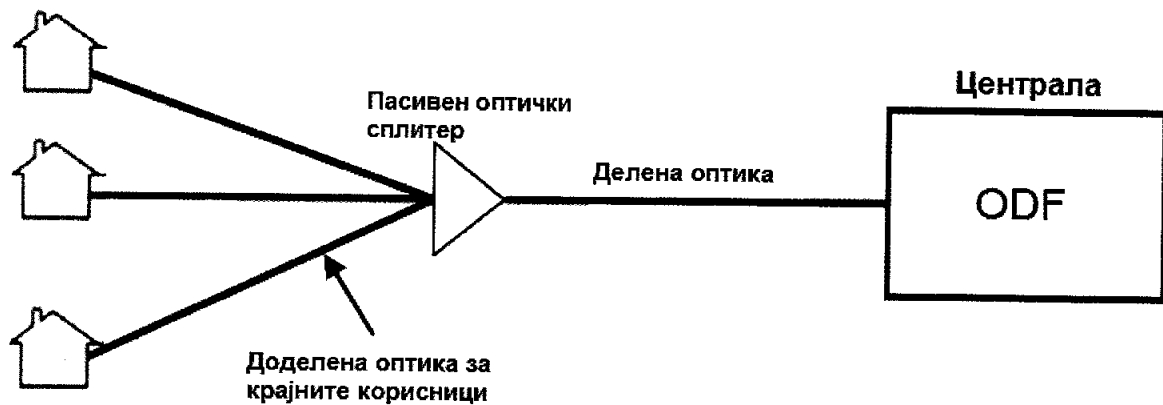 Централа
Пасивен оптички
сплитер
Делена оптика
ODF
Доделена оптика за
крајните корисници